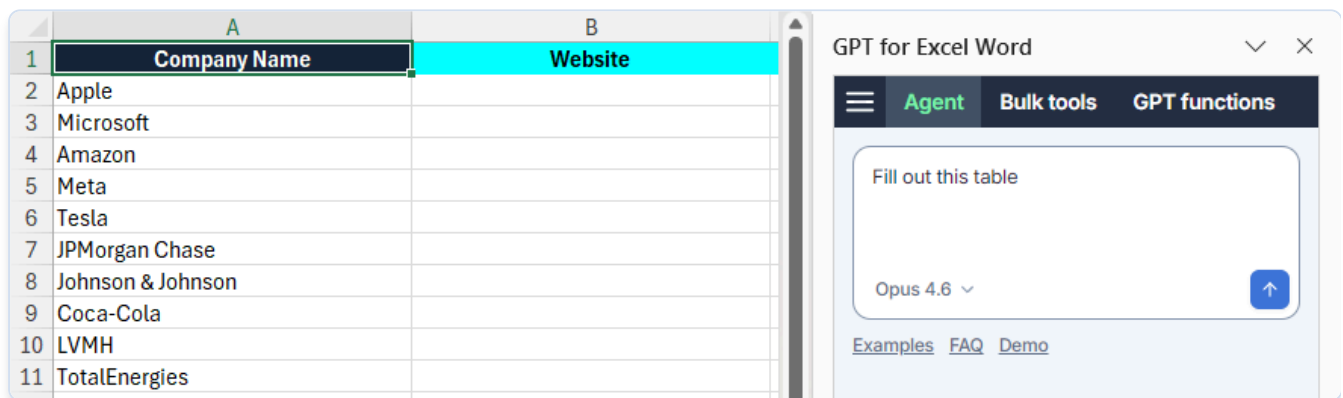 A B
1 Company Name Website
2 Apple
3 Microsoft
4 Amazon
5 Meta
6 Tesla
7 JPMorgan Chase
8 Johnson & Johnson
9 Coca-Cola
10 LVMH
11 TotalEnergies
GPT for Excel Word
Agent Bulk tools GPT functions
Fill out this table
Opus 4.6
Examples FAQ Demo